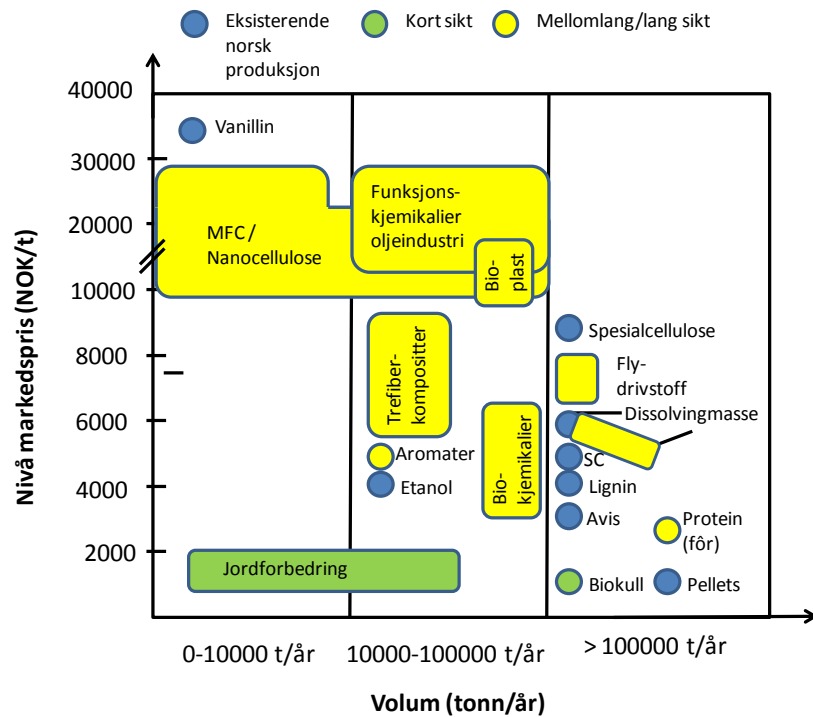 Eksisterende
norsk
produksjon
Kort sikt
Mellomlang/lang sikt
Nivå markedspris (NOK/t)
40000
30000
20000
10000
8000
6000
4000
2000
Vanillin
MFC /
Nanocellulose
Funksjons-
kjemikalier
oljeindustri
Bio-
plast
Trefiber-
kompositter
Aromater
Etanol
Bio-
kjemikalier
Jordforbedring
Spesialcellulose
Fly-
drivstoff
Dissolvingmasse
SC
Lignin
Avis
Protein
(fôr)
Biokull
Pellets
0-10000 t/år
10000-100000 t/år
> 100000 t/år
Volum (tonn/år)